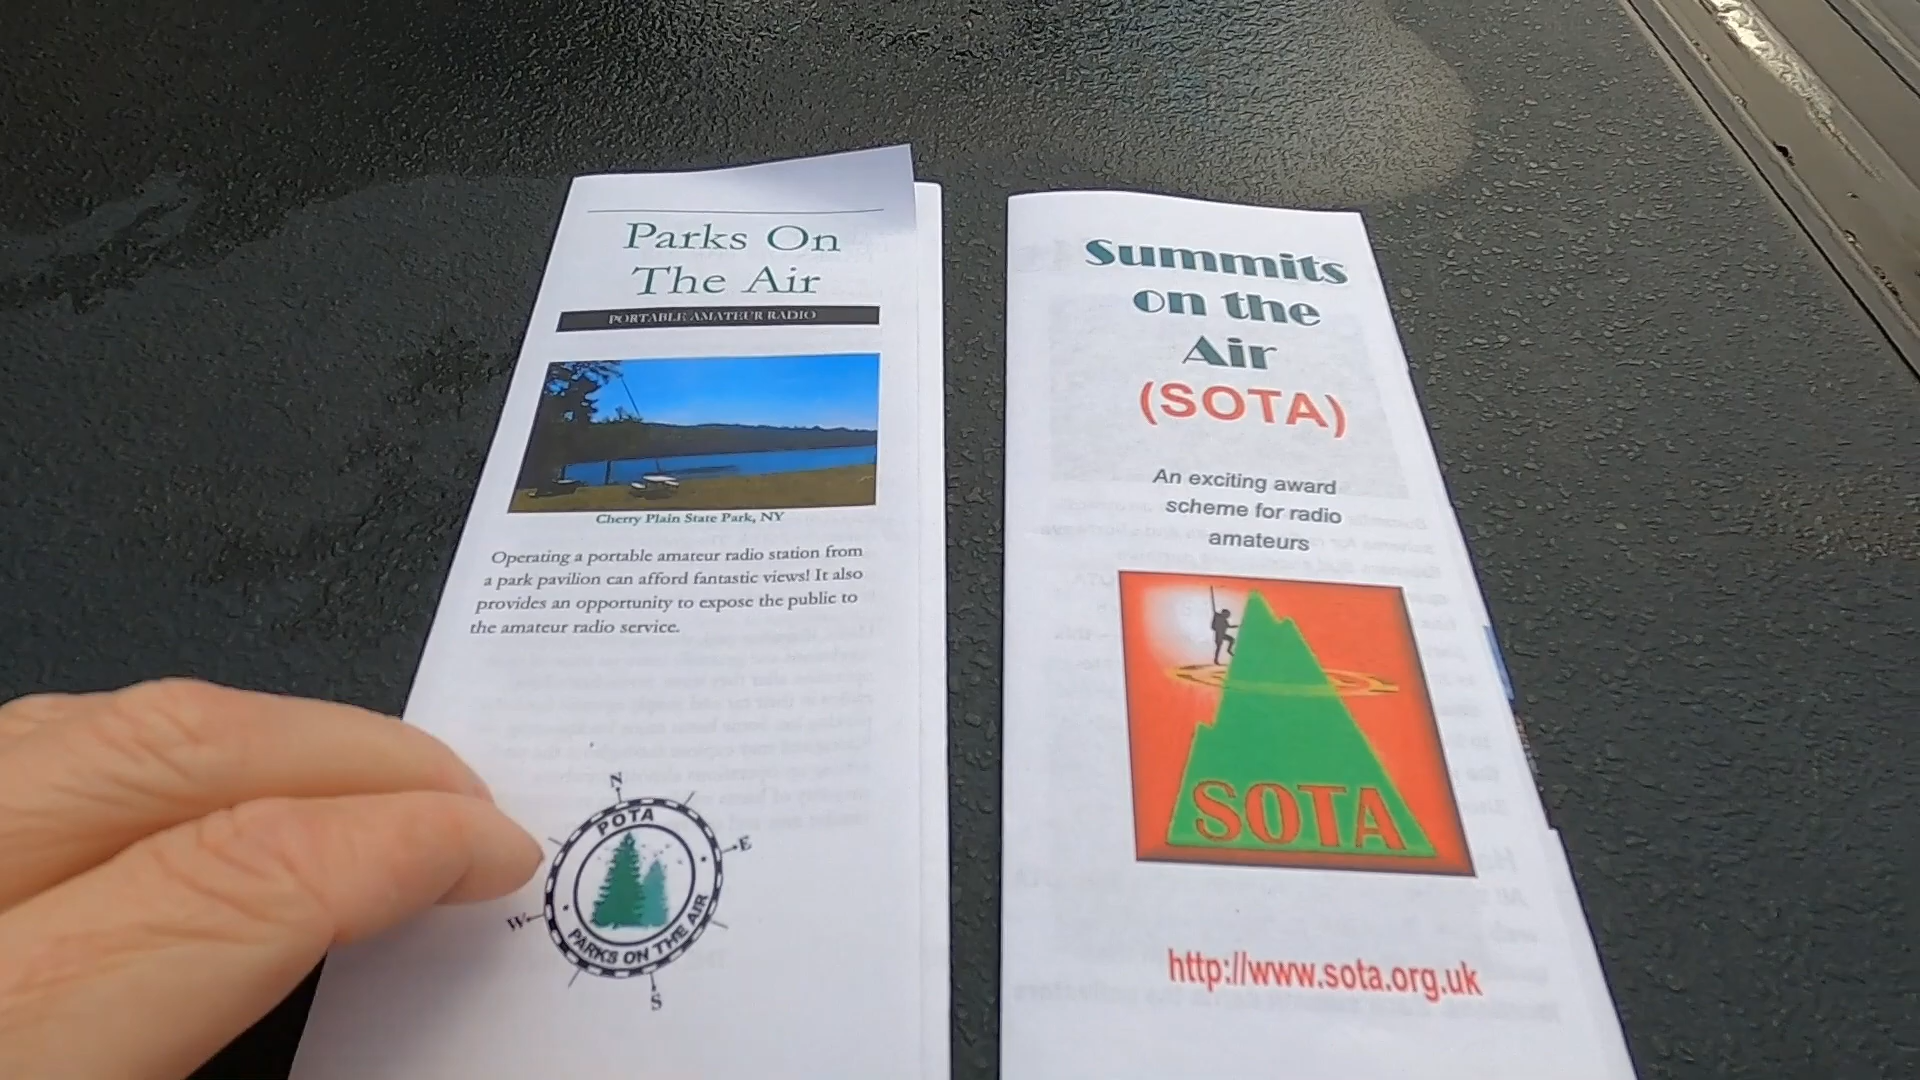 Parks On
The Air
PORTABLE AMATEUR RADIO
Cherry Plain State Park, NY
Operating a portable amateur radio station from
a park pavilion can afford fantastic views! It also
provides an opportunity to expose the public to
the amateur radio service.
N
POTA
E
W
PARKS ON THE AIR
S
Summits
on the
Air
(SOTA)
An exciting award
scheme for radio
amateurs
SOTA
http://www.sota.org.uk